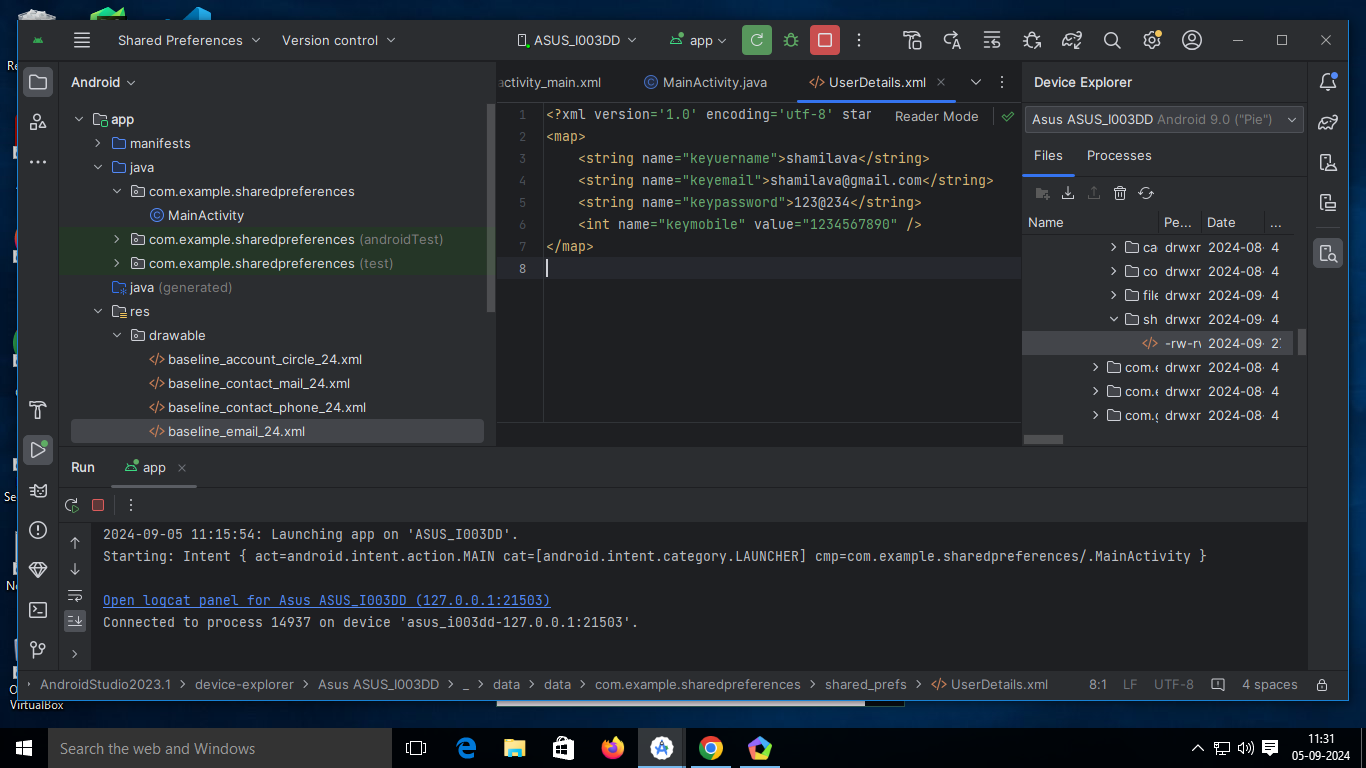 Shared Preferences
Version control
ASUS_I003DD
app
Android
app
manifests
java
com.example.sharedpreferences
MainActivity
com.example.sharedpreferences (androidTest)
com.example.sharedpreferences (test)
java (generated)
res
drawable
baseline_account_circle_24.xml
baseline_contact_mail_24.xml
baseline_contact_phone_24.xml
baseline_email_24.xml
activity_main.xml
MainActivity.java
UserDetails.xml
Reader Mode
1 <?xml version='1.0' encoding='utf-8' star
2 <map>
3 <string name="keyuername">shamilava</string>
4 <string name="keyemail">shamilava@gmail.com</string>
5 <string name="keypassword">123@234</string>
6 <int name="keymobile" value="1234567890" />
7 </map>
8
Device Explorer
Asus ASUS_I003DD Android 9.0 ("Pie")
Files Processes
Name Pe... Date ...
ca drwxr 2024-08- 4
co drwxr 2024-08- 4
file drwxr 2024-09- 4
sh drwxr 2024-09- 4
-rw-rv 2024-09- 2
com.e drwxr 2024-08- 4
com.e drwxr 2024-08- 4
com.g drwxr 2024-08- 4
Run
app
2024-09-05 11:15:54: Launching app on 'ASUS_I003DD'.
Starting: Intent { act=android.intent.action.MAIN cat=[android.intent.category.LAUNCHER] cmp=com.example.sharedpreferences/.MainActivity }
Open logcat panel for Asus ASUS_I003DD (127.0.0.1:21503)
Connected to process 14937 on device 'asus_i003dd-127.0.0.1:21503'.
AndroidStudio2023.1 device-explorer Asus ASUS_I003DD _ data data com.example.sharedpreferences shared_prefs UserDetails.xml
8:1 LF UTF-8 4 spaces
VirtualBox
Search the web and Windows
11:31
05-09-2024